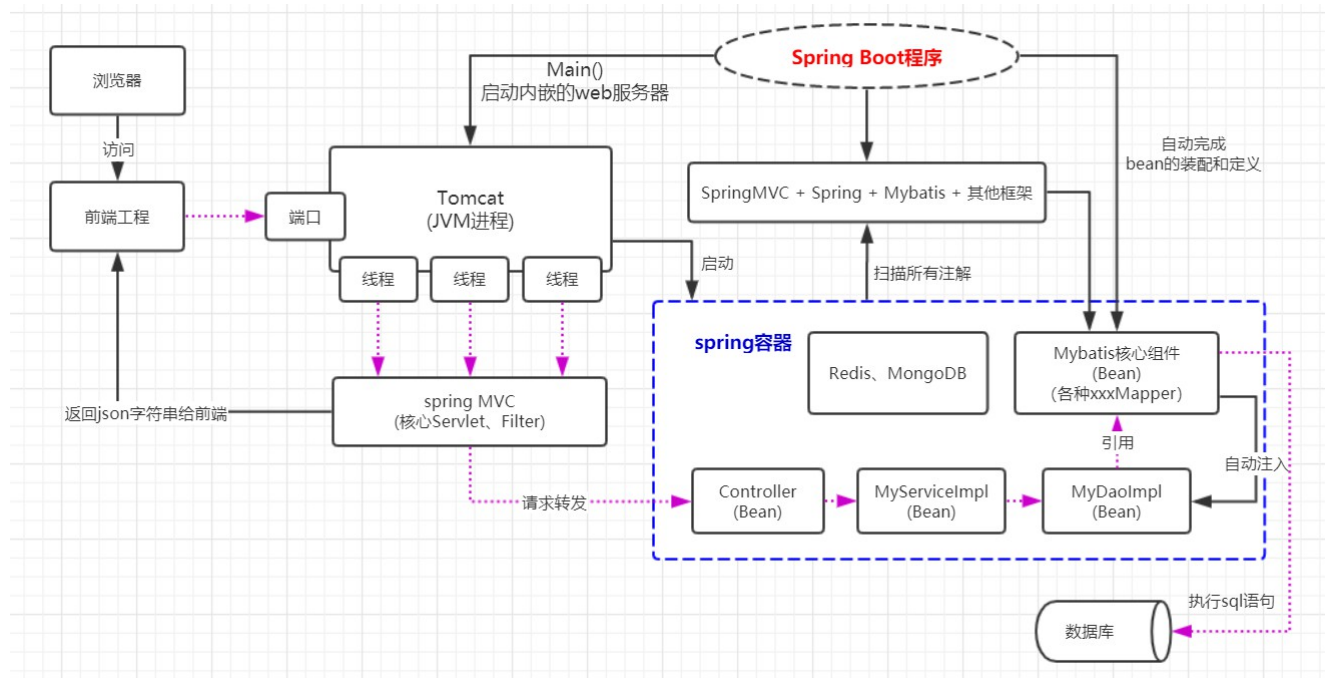 Spring Boot程序
浏览器
Main()
启动内嵌的web服务器
访问
自动完成
bean的装配和定义
Tomcat
(JVM进程)
SpringMVC + Spring + Mybatis + 其他框架
前端工程
端口
启动
扫描所有注解
线程
线程
线程
spring容器
Redis、MongoDB
Mybatis核心组件
(Bean)
(各种xxxMapper)
spring MVC
(核心Servlet、Filter)
返回json字符串给前端
引用
自动注入
请求转发
Controller
(Bean)
MyServiceImpl
(Bean)
MyDaoImpl
(Bean)
执行sql语句
数据库